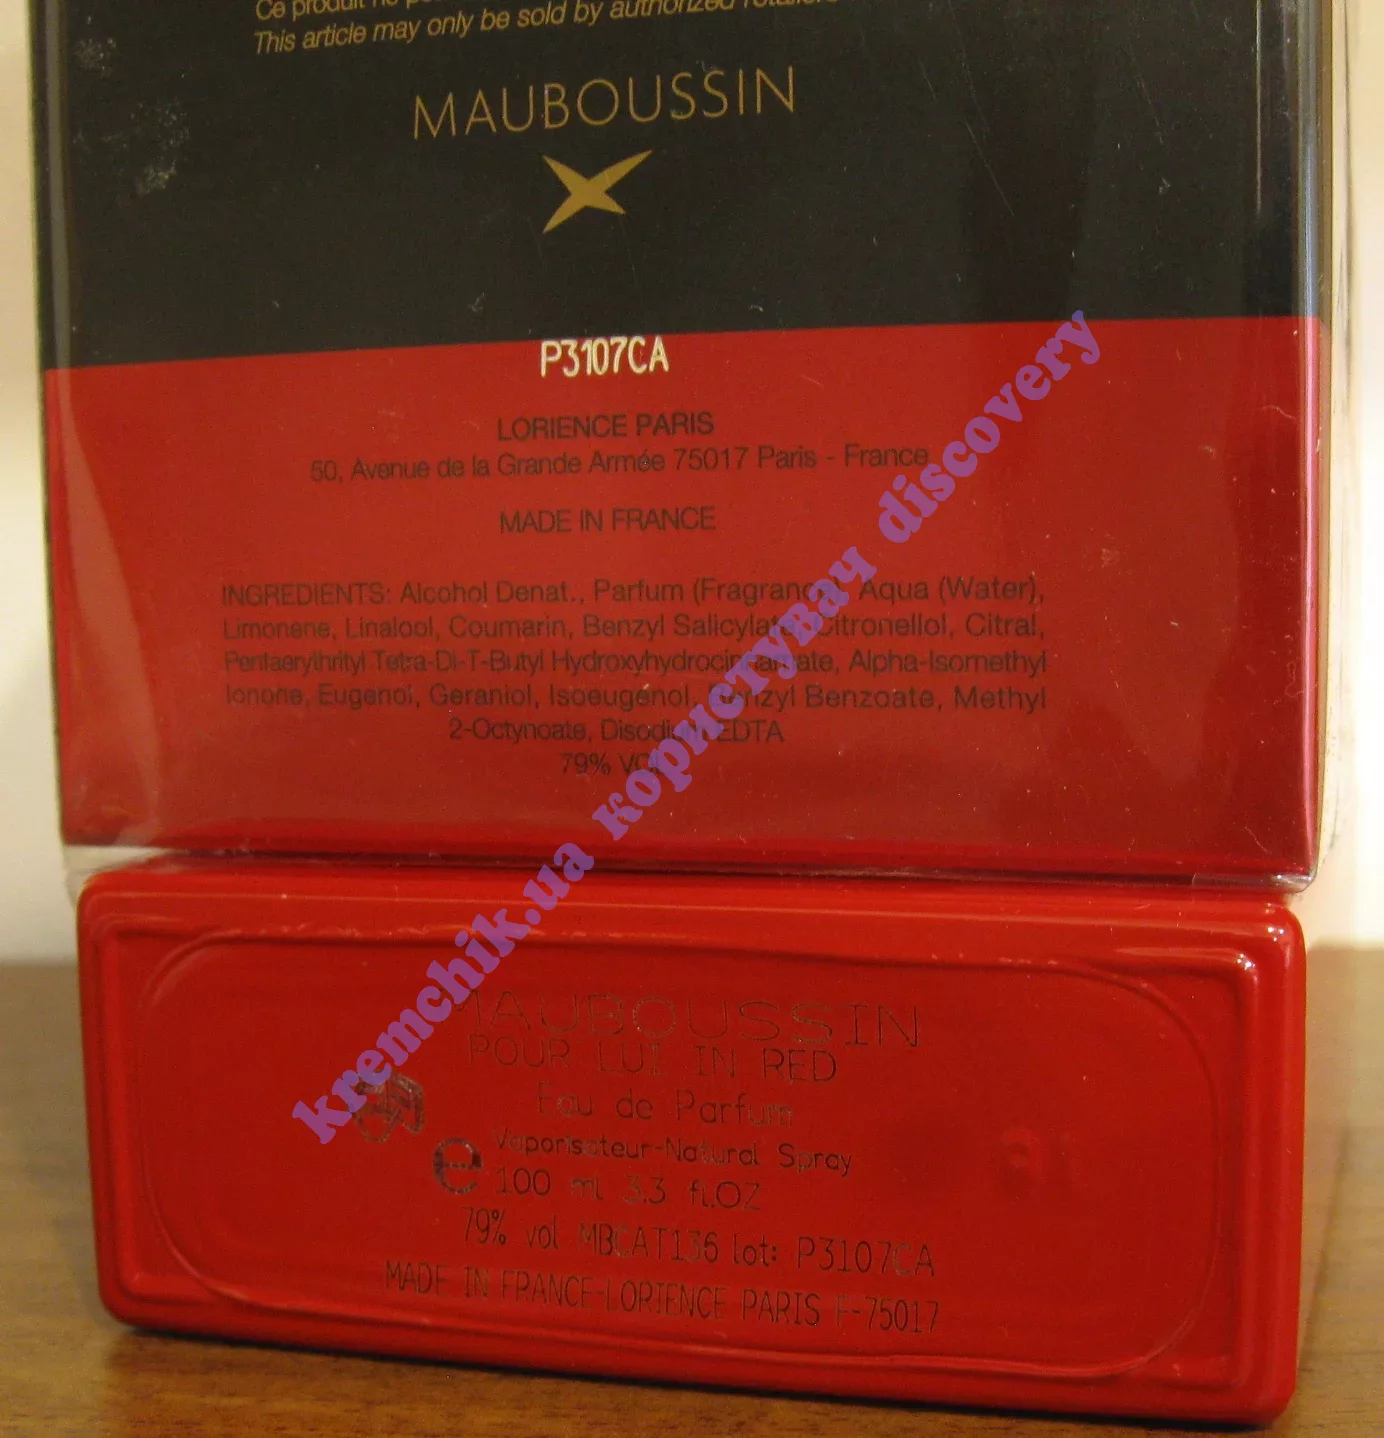 Ce produit ne
This article may only be sold by authorized retailers
MAUBOUSSIN
P3107CA
LORIENCE PARIS
50, Avenue de la Grande Armée 75017 Paris - France
MADE IN FRANCE
INGREDIENTS: Alcohol Denat., Parfum (Fragrance), Aqua (Water),
Limonene, Linalool, Coumarin, Benzyl Salicylate, Citronellol, Citral,
Pentaerythrityl Tetra-Di-T-Butyl Hydroxyhydrocinnamate, Alpha-Isomethyl
Ionone, Eugenol, Geraniol, Isoeugenol, Benzyl Benzoate, Methyl
2-Octynoate, Disodium EDTA
79% VOL
kremchik.ua користувач discovery
MAUBOUSSIN
POUR LUI IN RED
Eau de Parfum
Vaporisateur-Natural Spray
e 100 ml 3.3 fl.OZ
79% vol MBCAT136 lot: P3107CA
MADE IN FRANCE-LORIENCE PARIS F-75017